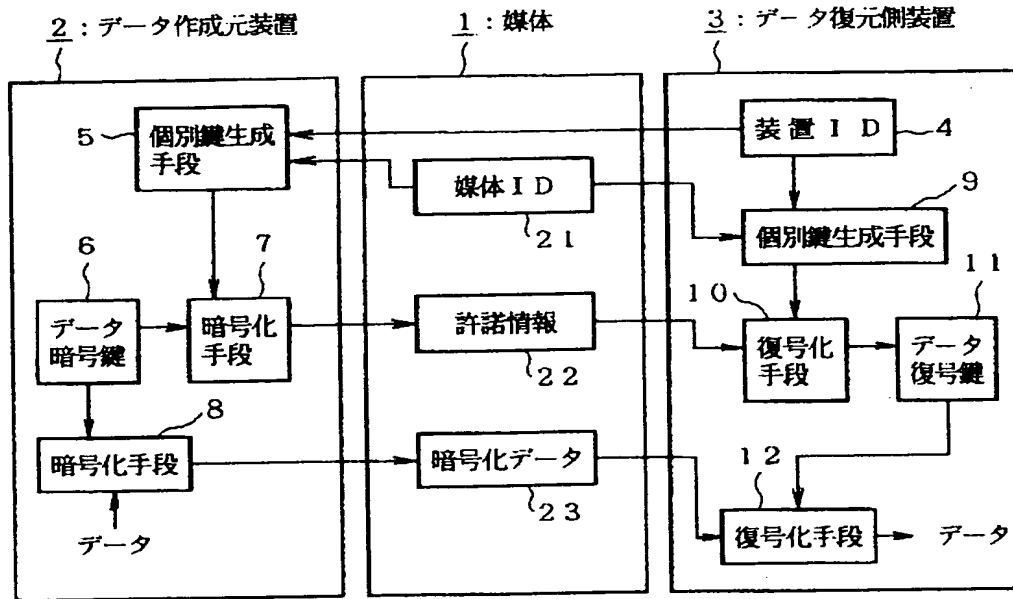 2：データ作成元装置
1：媒体
3：データ復元側装置
5
個別鍵生成
手段
装置ID
4
媒体ID
21
9
個別鍵生成手段
6
7
10
11
データ
暗号鍵
暗号化
手段
許諾情報
22
復号化
手段
データ
復号鍵
8
暗号化手段
暗号化データ
23
12
復号化手段
データ
データ